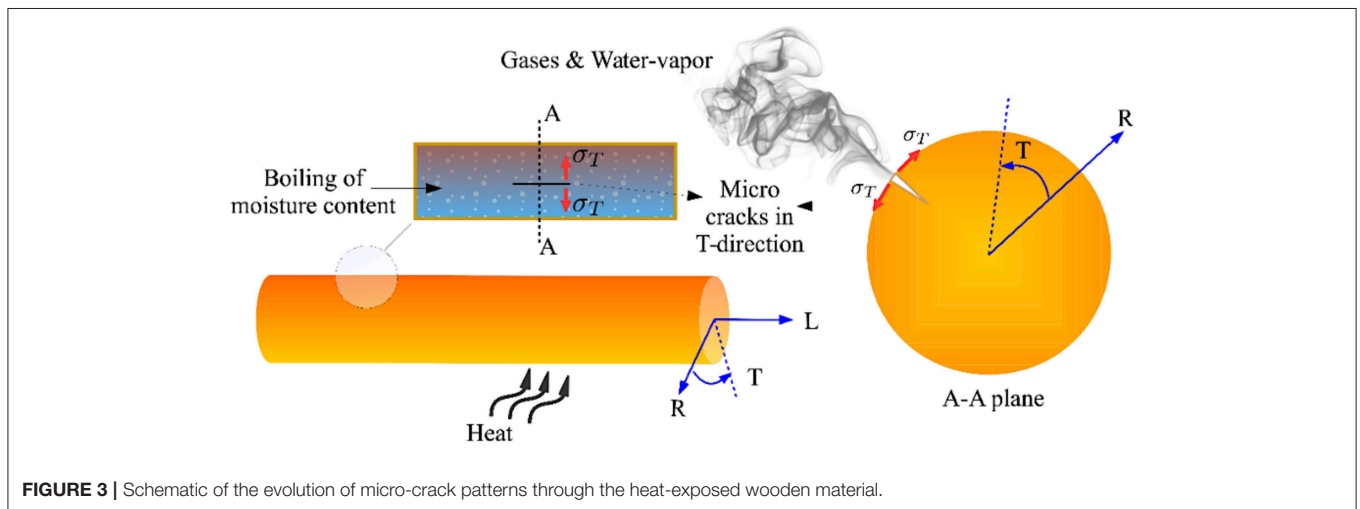 Gases & Water-vapor
A
σT
σT
A
Boiling of
moisture content
Micro
cracks in
T-direction
σT
σT
T
R
A-A plane
L
T
R
Heat
FIGURE 3 | Schematic of the evolution of micro-crack patterns through the heat-exposed wooden material.